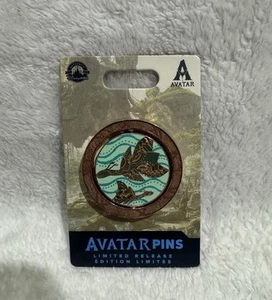 AVATAR
AVATAR PINS
LIMITED RELEASE
EDITION LIMITÉE